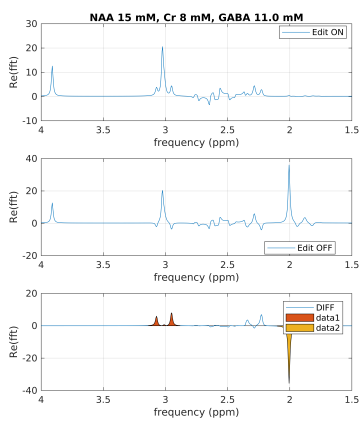 NAA 15 mM, Cr 8 mM, GABA 11.0 mM
30
20
10
0
-10
Re(fft)
Edit ON
4 3.5 3 2.5 2 1.5
frequency (ppm)
40
20
0
-20
Re(fft)
Edit OFF
4 3.5 3 2.5 2 1.5
frequency (ppm)
20
0
-20
-40
Re(fft)
DIFF
data1
data2
4 3.5 3 2.5 2 1.5
frequency (ppm)